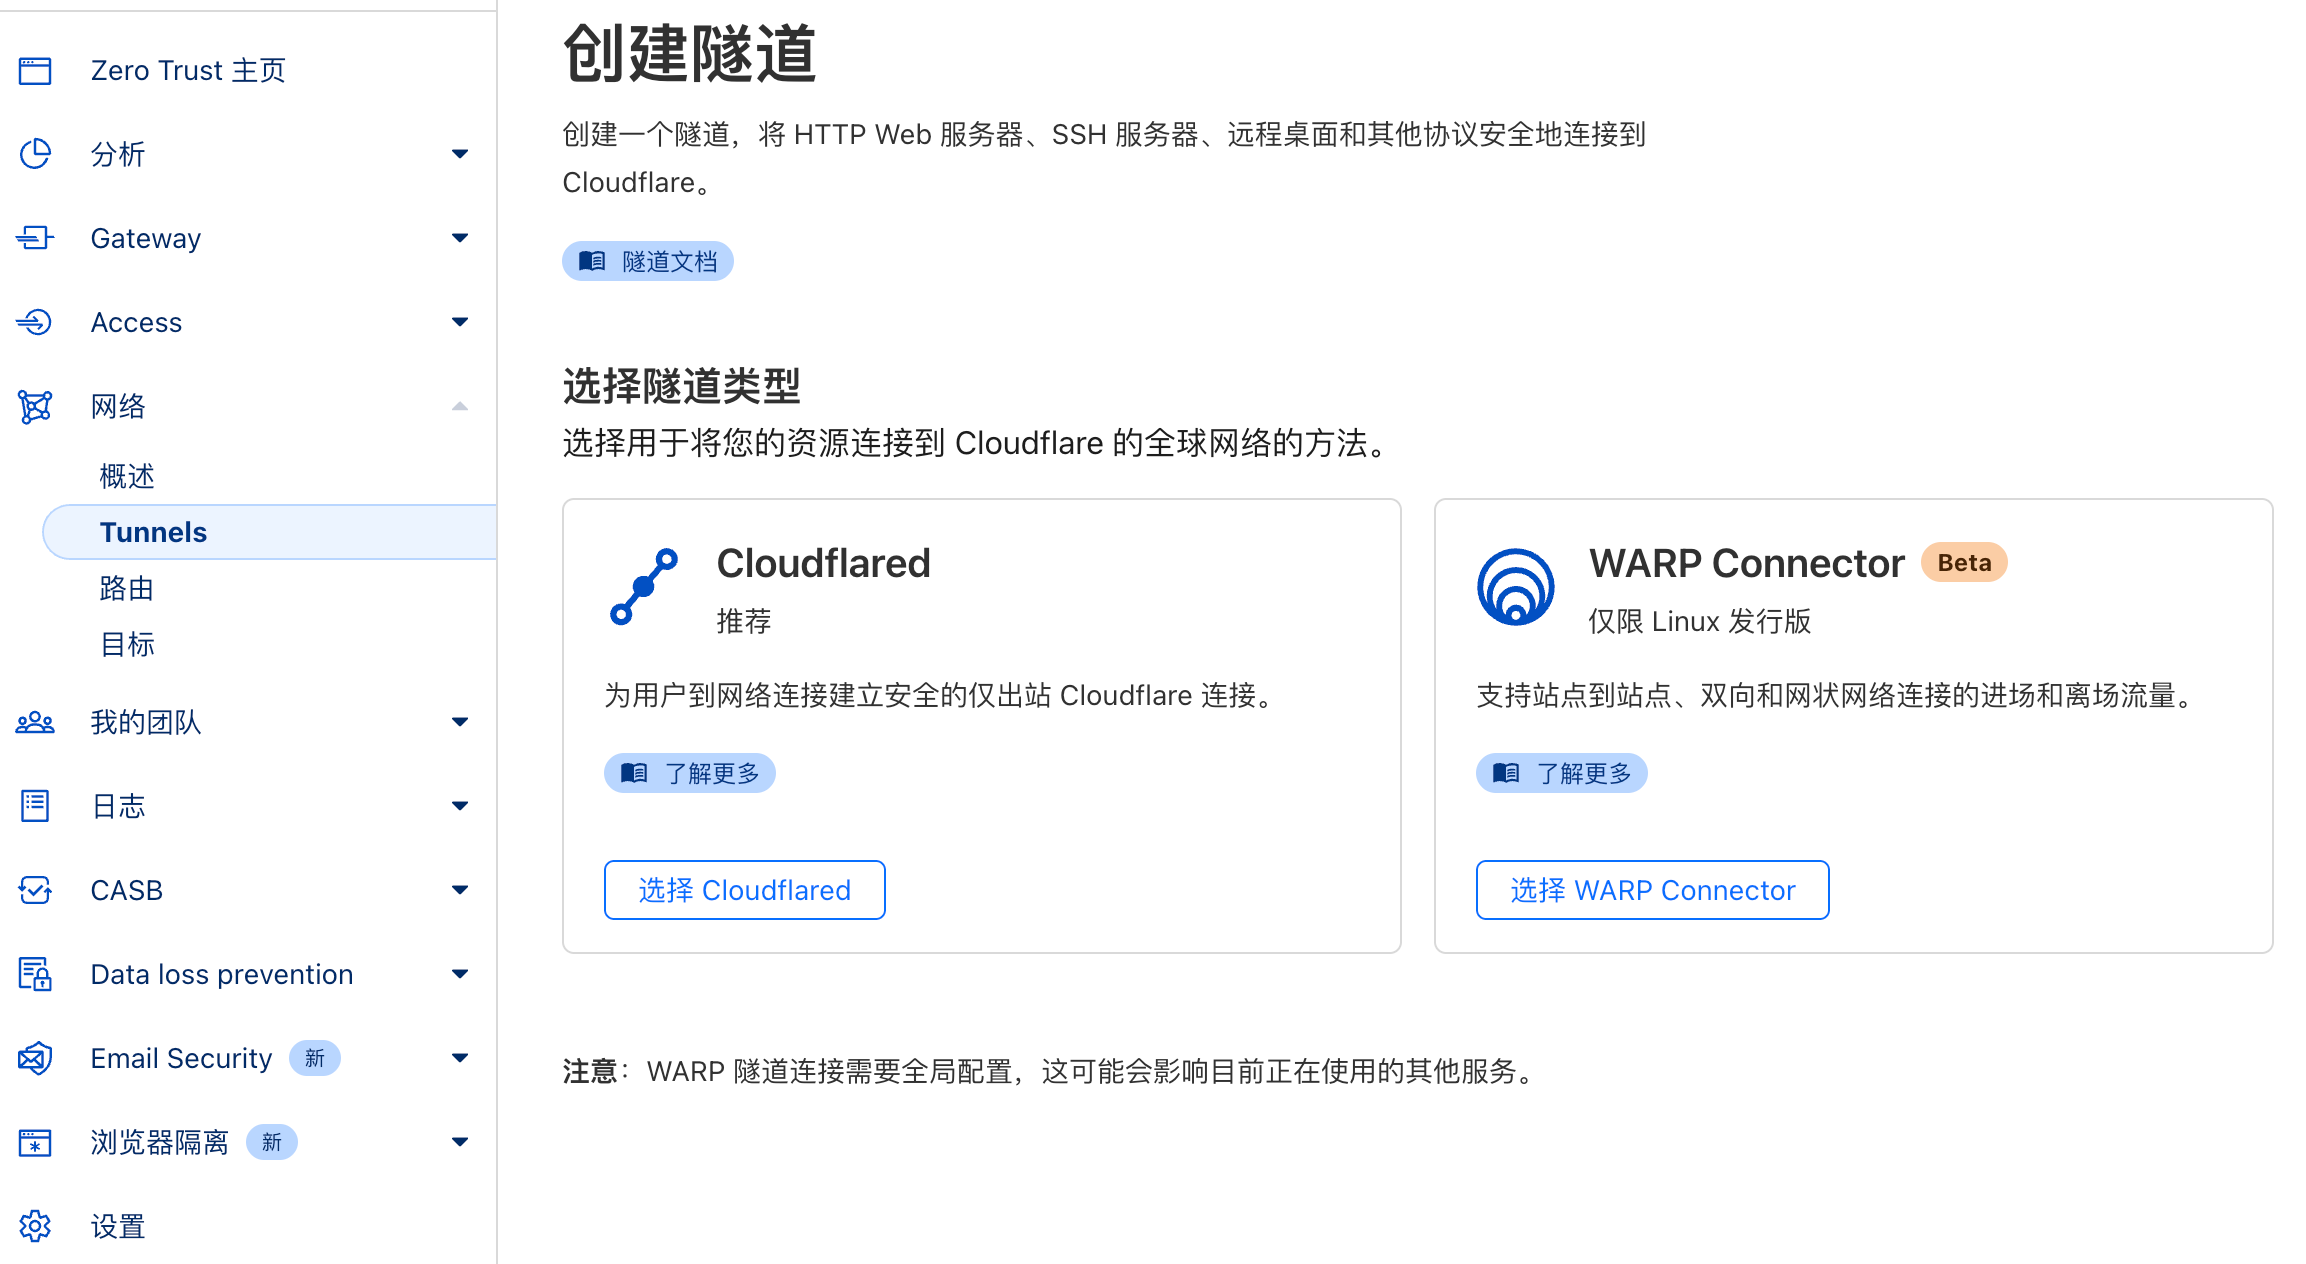 Zero Trust 主页
分析
Gateway
Access
网络
概述
Tunnels
路由
目标
我的团队
日志
CASB
Data loss prevention
Email Security 新
浏览器隔离 新
设置
创建隧道
创建一个隧道，将 HTTP Web 服务器、SSH 服务器、远程桌面和其他协议安全地连接到
Cloudflare。
隧道文档
选择隧道类型
选择用于将您的资源连接到 Cloudflare 的全球网络的方法。
Cloudflared
推荐
为用户到网络连接建立安全的仅出站 Cloudflare 连接。
了解更多
选择 Cloudflared
WARP Connector Beta
仅限 Linux 发行版
支持站点到站点、双向和网状网络连接的进场和离场流量。
了解更多
选择 WARP Connector
注意： WARP 隧道连接需要全局配置，这可能会影响目前正在使用的其他服务。